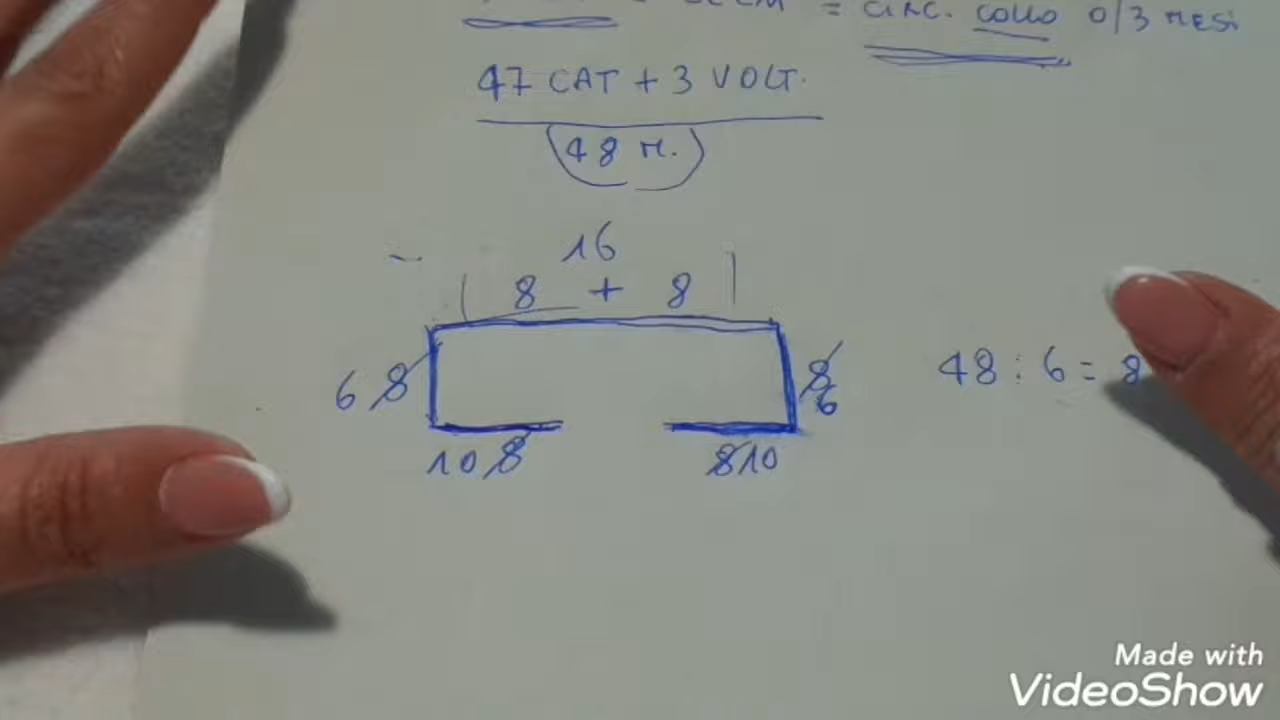 = CIRC. COLLO 0/3 MESI
47 CAT + 3 VOLT.
48 M.
16
8 + 8
6 8
8
6
48 : 6 = 8
10 8
8 10
Made with
VideoShow